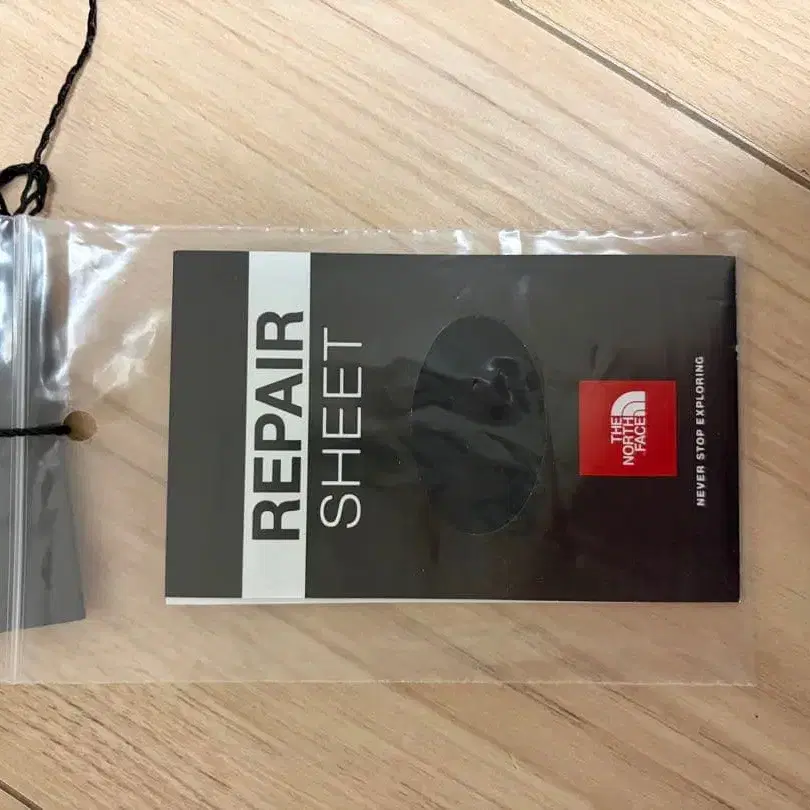 REPAIR
SHEET
THE
NORTH
FACE
NEVER STOP EXPLORING